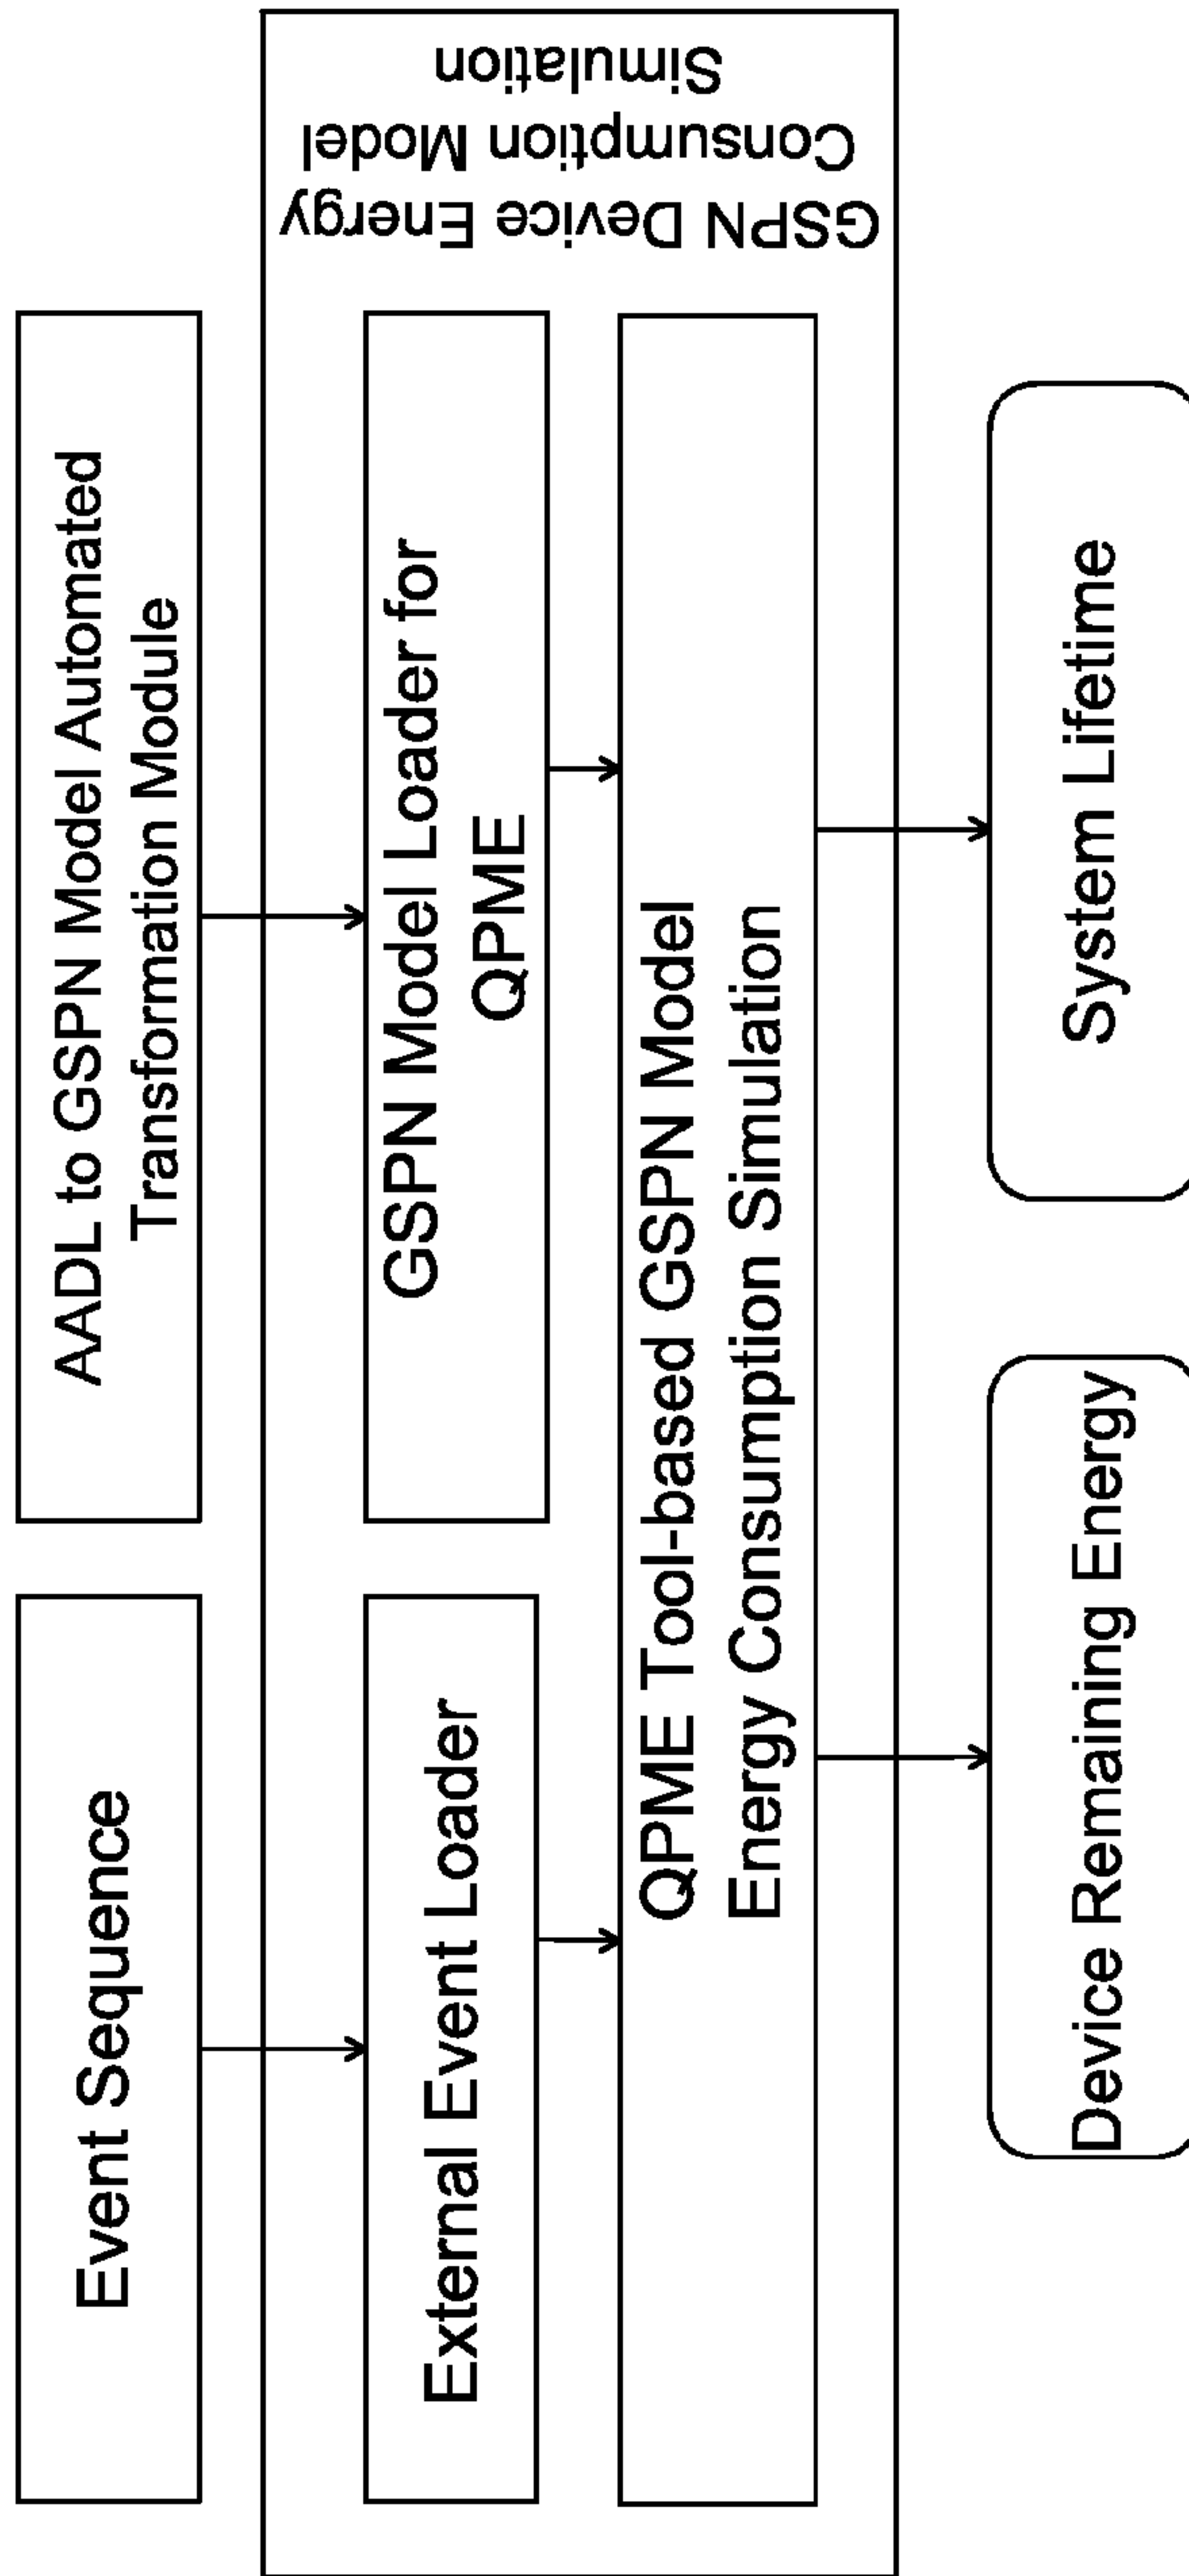 Event Sequence
AADL to GSPN Model Automated
Transformation Module
External Event Loader
GSPN Model Loader for
QPME
QPME Tool-based GSPN Model
Energy Consumption Simulation
GSPN Device Energy
Consumption Model
Simulation
Device Remaining Energy
System Lifetime